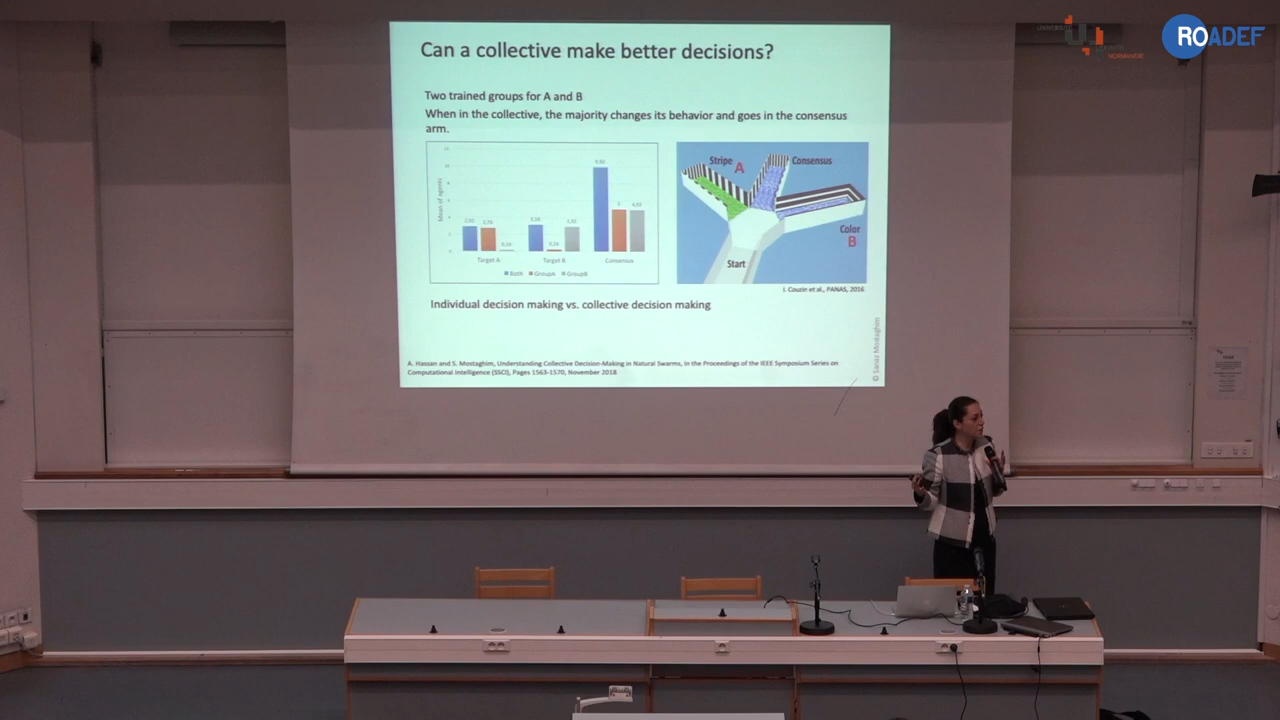 ROADEF
NORMANDIE
Can a collective make better decisions?
Two trained groups for A and B
When in the collective, the majority changes its behavior and goes in the consensus
arm.
Mean of agents
Target A
Target B
Consensus
Both
GroupA
GroupB
Stripe
A
Consensus
Color
B
Start
I. Couzin et al., PANAS, 2016
Individual decision making vs. collective decision making
A. Hassan and S. Mostaghim, Understanding Collective Decision-Making in Natural Swarms, in the Proceedings of the IEEE Symposium Series on
Computational Intelligence (SSCI), Pages 1563-1570, November 2018
© Sanaz Mostaghim